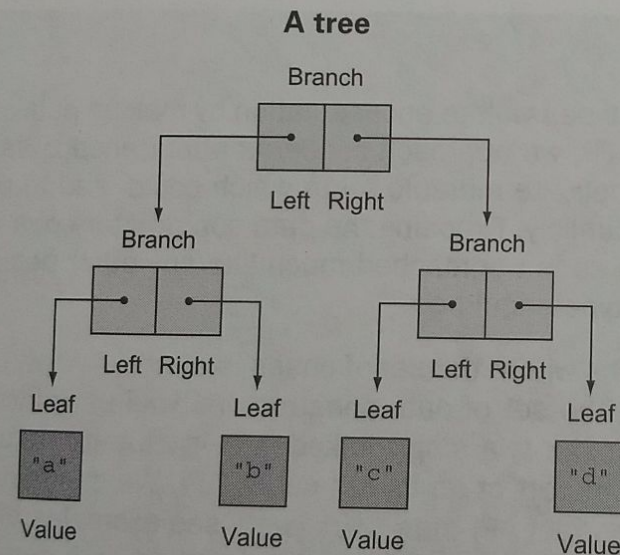 A tree
Branch
Left Right
Branch
Branch
Left Right
Left Right
Leaf
Leaf
Leaf
Leaf
"a"
"b"
"c"
"d"
Value
Value
Value
Value